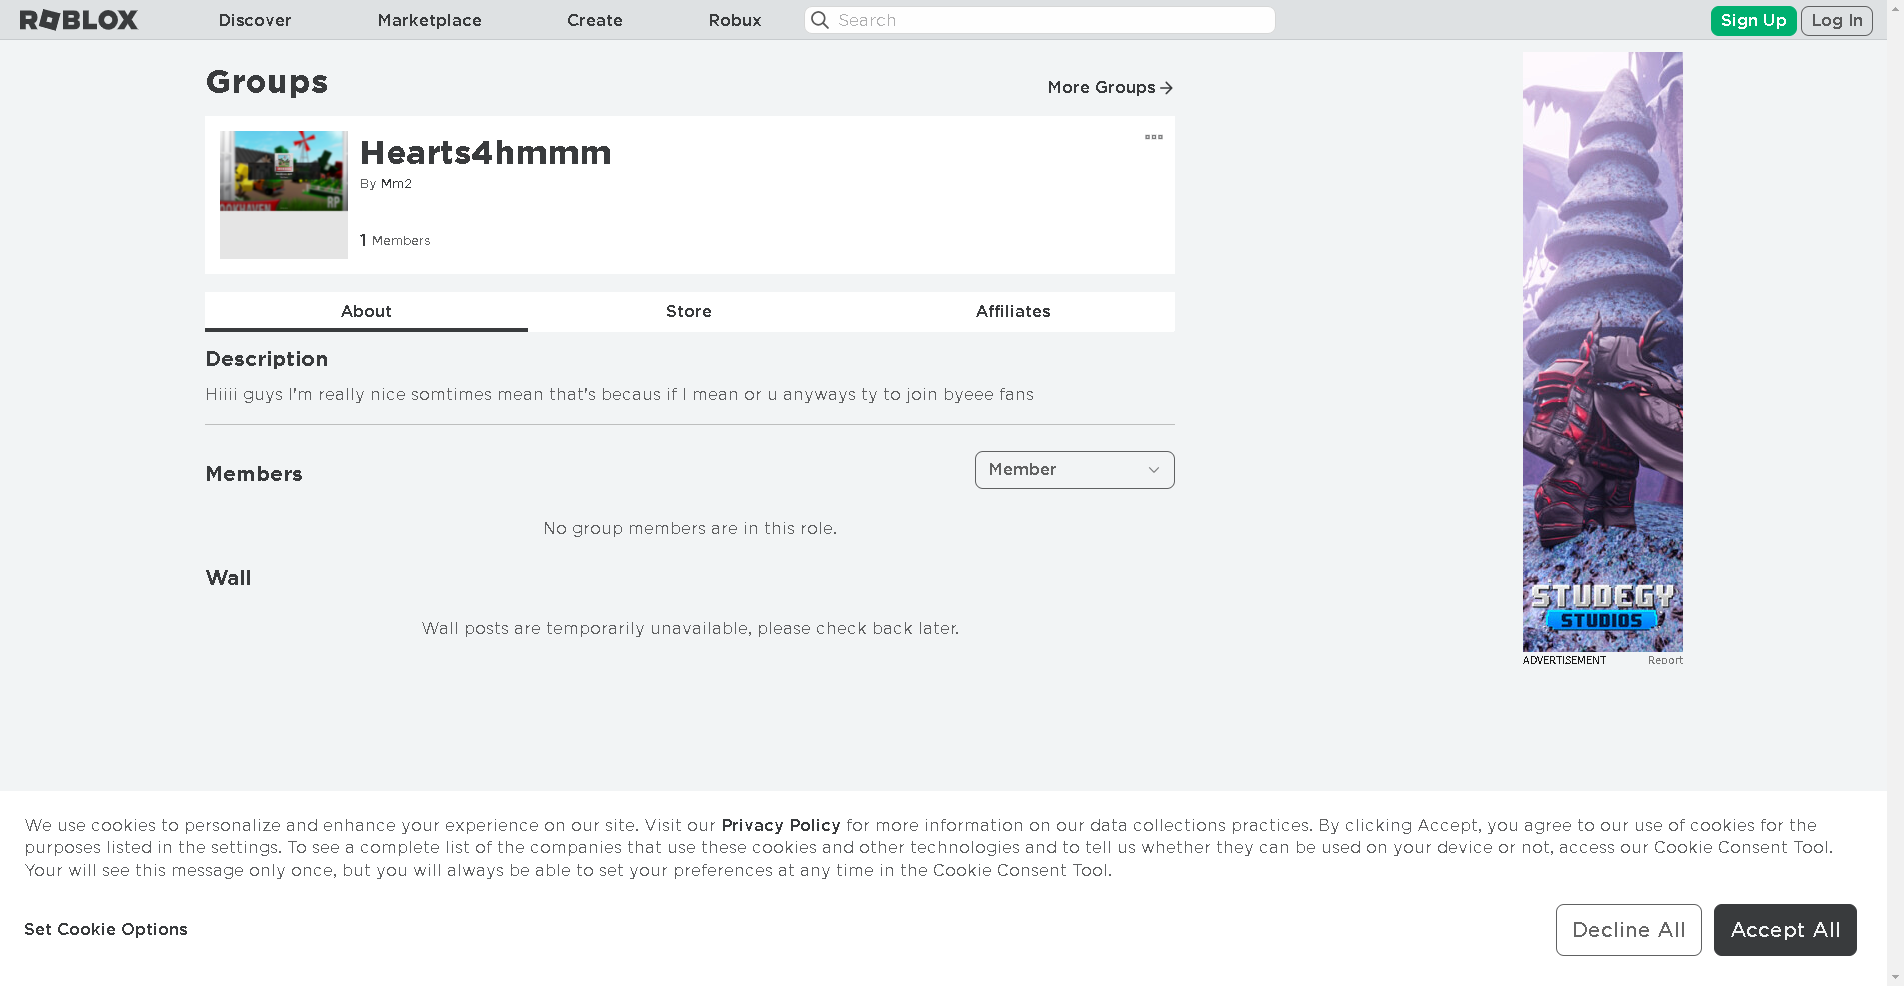 ROBLOX Discover Marketplace Create Robux Search Sign Up Log In
Groups
More Groups
Hearts4hmmm
By Mm2
1 Members
OOKHAVEN RP
About Store Affiliates
Description
Hiiii guys I'm really nice somtimes mean that's becaus if I mean or u anyways ty to join byeee fans
Members
Member
No group members are in this role.
Wall
Wall posts are temporarily unavailable, please check back later.
STUDEGY
STUDIOS
ADVERTISEMENT Report
We use cookies to personalize and enhance your experience on our site. Visit our Privacy Policy for more information on our data collections practices. By clicking Accept, you agree to our use of cookies for the
purposes listed in the settings. To see a complete list of the companies that use these cookies and other technologies and to tell us whether they can be used on your device or not, access our Cookie Consent Tool.
Your will see this message only once, but you will always be able to set your preferences at any time in the Cookie Consent Tool.
Set Cookie Options
Decline All
Accept All